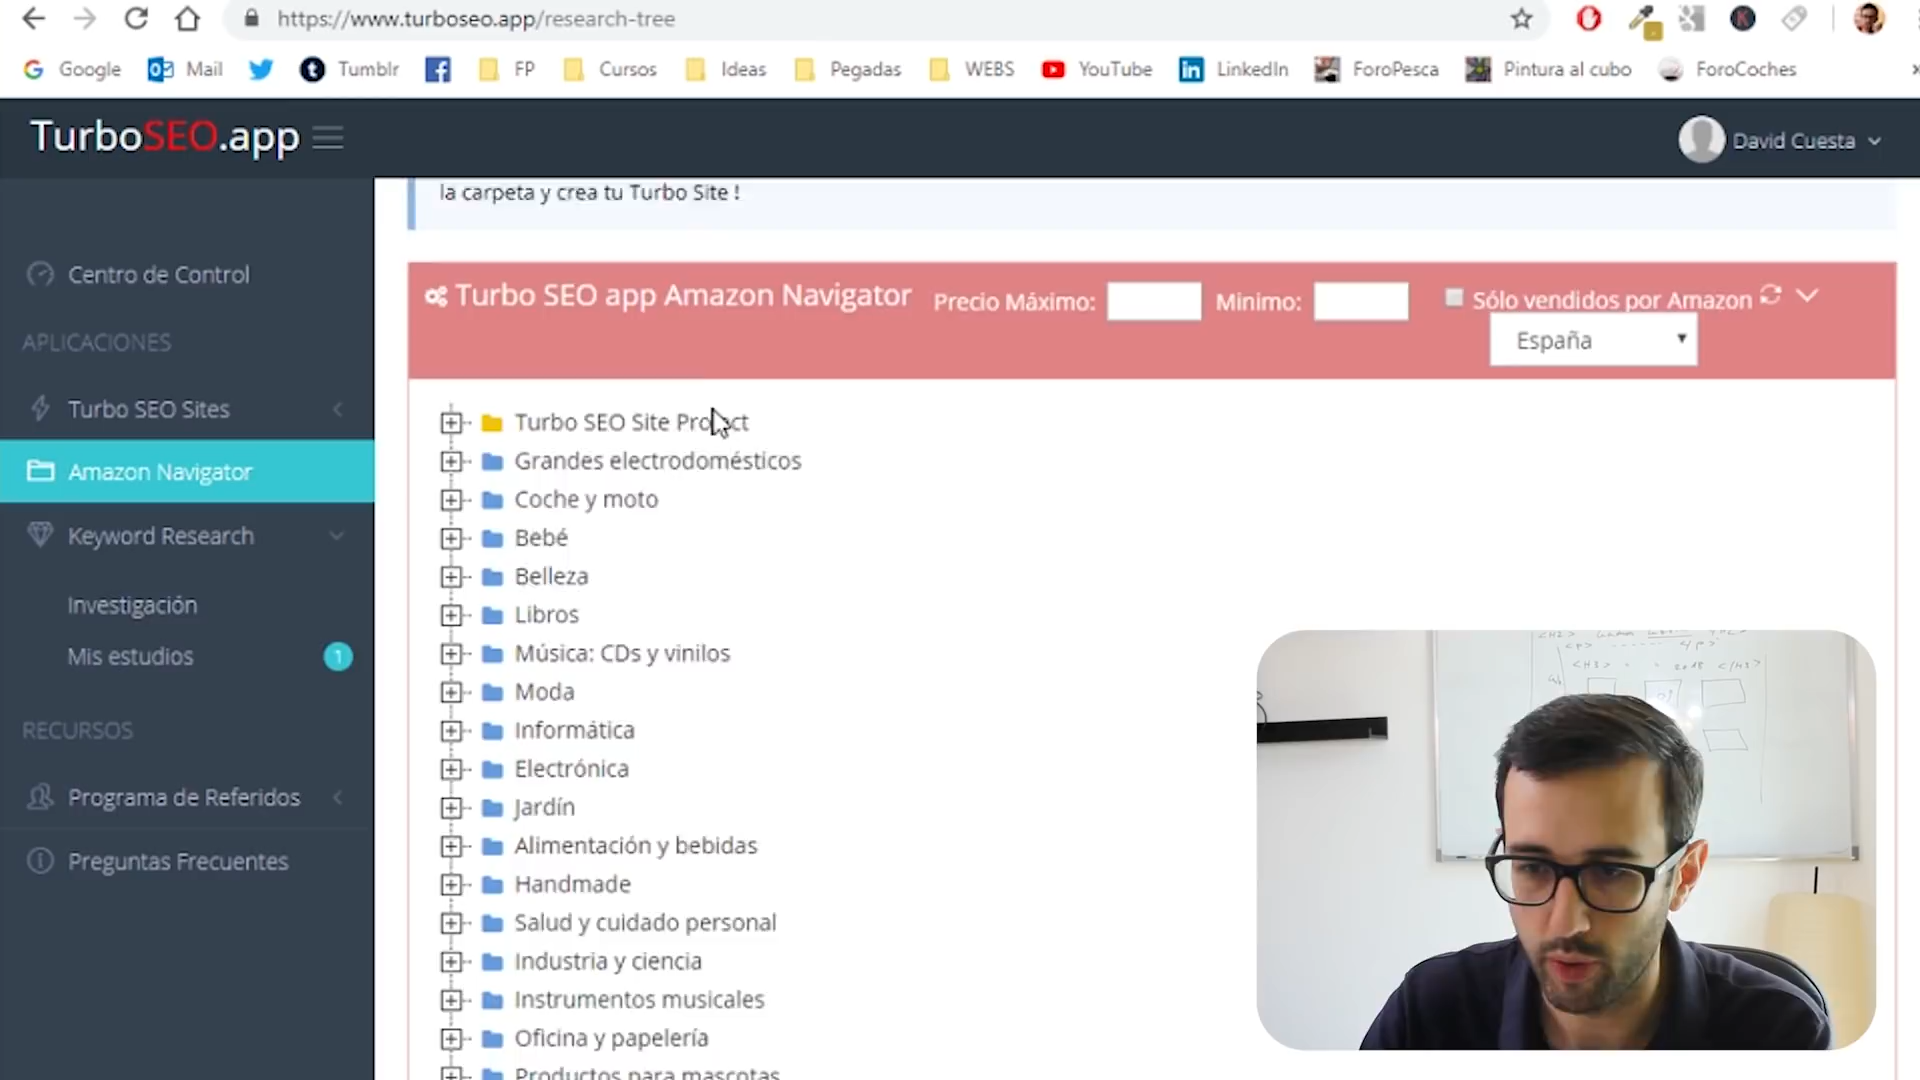 https://www.turboseo.app/research-tree
Google Mail Tumblr FP Cursos Ideas Pegadas WEBS YouTube LinkedIn ForoPesca Pintura al cubo ForoCoches
TurboSEO.app
David Cuesta
la carpeta y crea tu Turbo Site !
Centro de Control
APLICACIONES
Turbo SEO Sites
Amazon Navigator
Keyword Research
Investigación
Mis estudios 1
RECURSOS
Programa de Referidos
Preguntas Frecuentes
Turbo SEO app Amazon Navigator Precio Máximo: Minimo: Sólo vendidos por Amazon
España
Turbo SEO Site Project
Grandes electrodomésticos
Coche y moto
Bebé
Belleza
Libros
Música: CDs y vinilos
Moda
Informática
Electrónica
Jardín
Alimentación y bebidas
Handmade
Salud y cuidado personal
Industria y ciencia
Instrumentos musicales
Oficina y papelería
Productos para mascotas